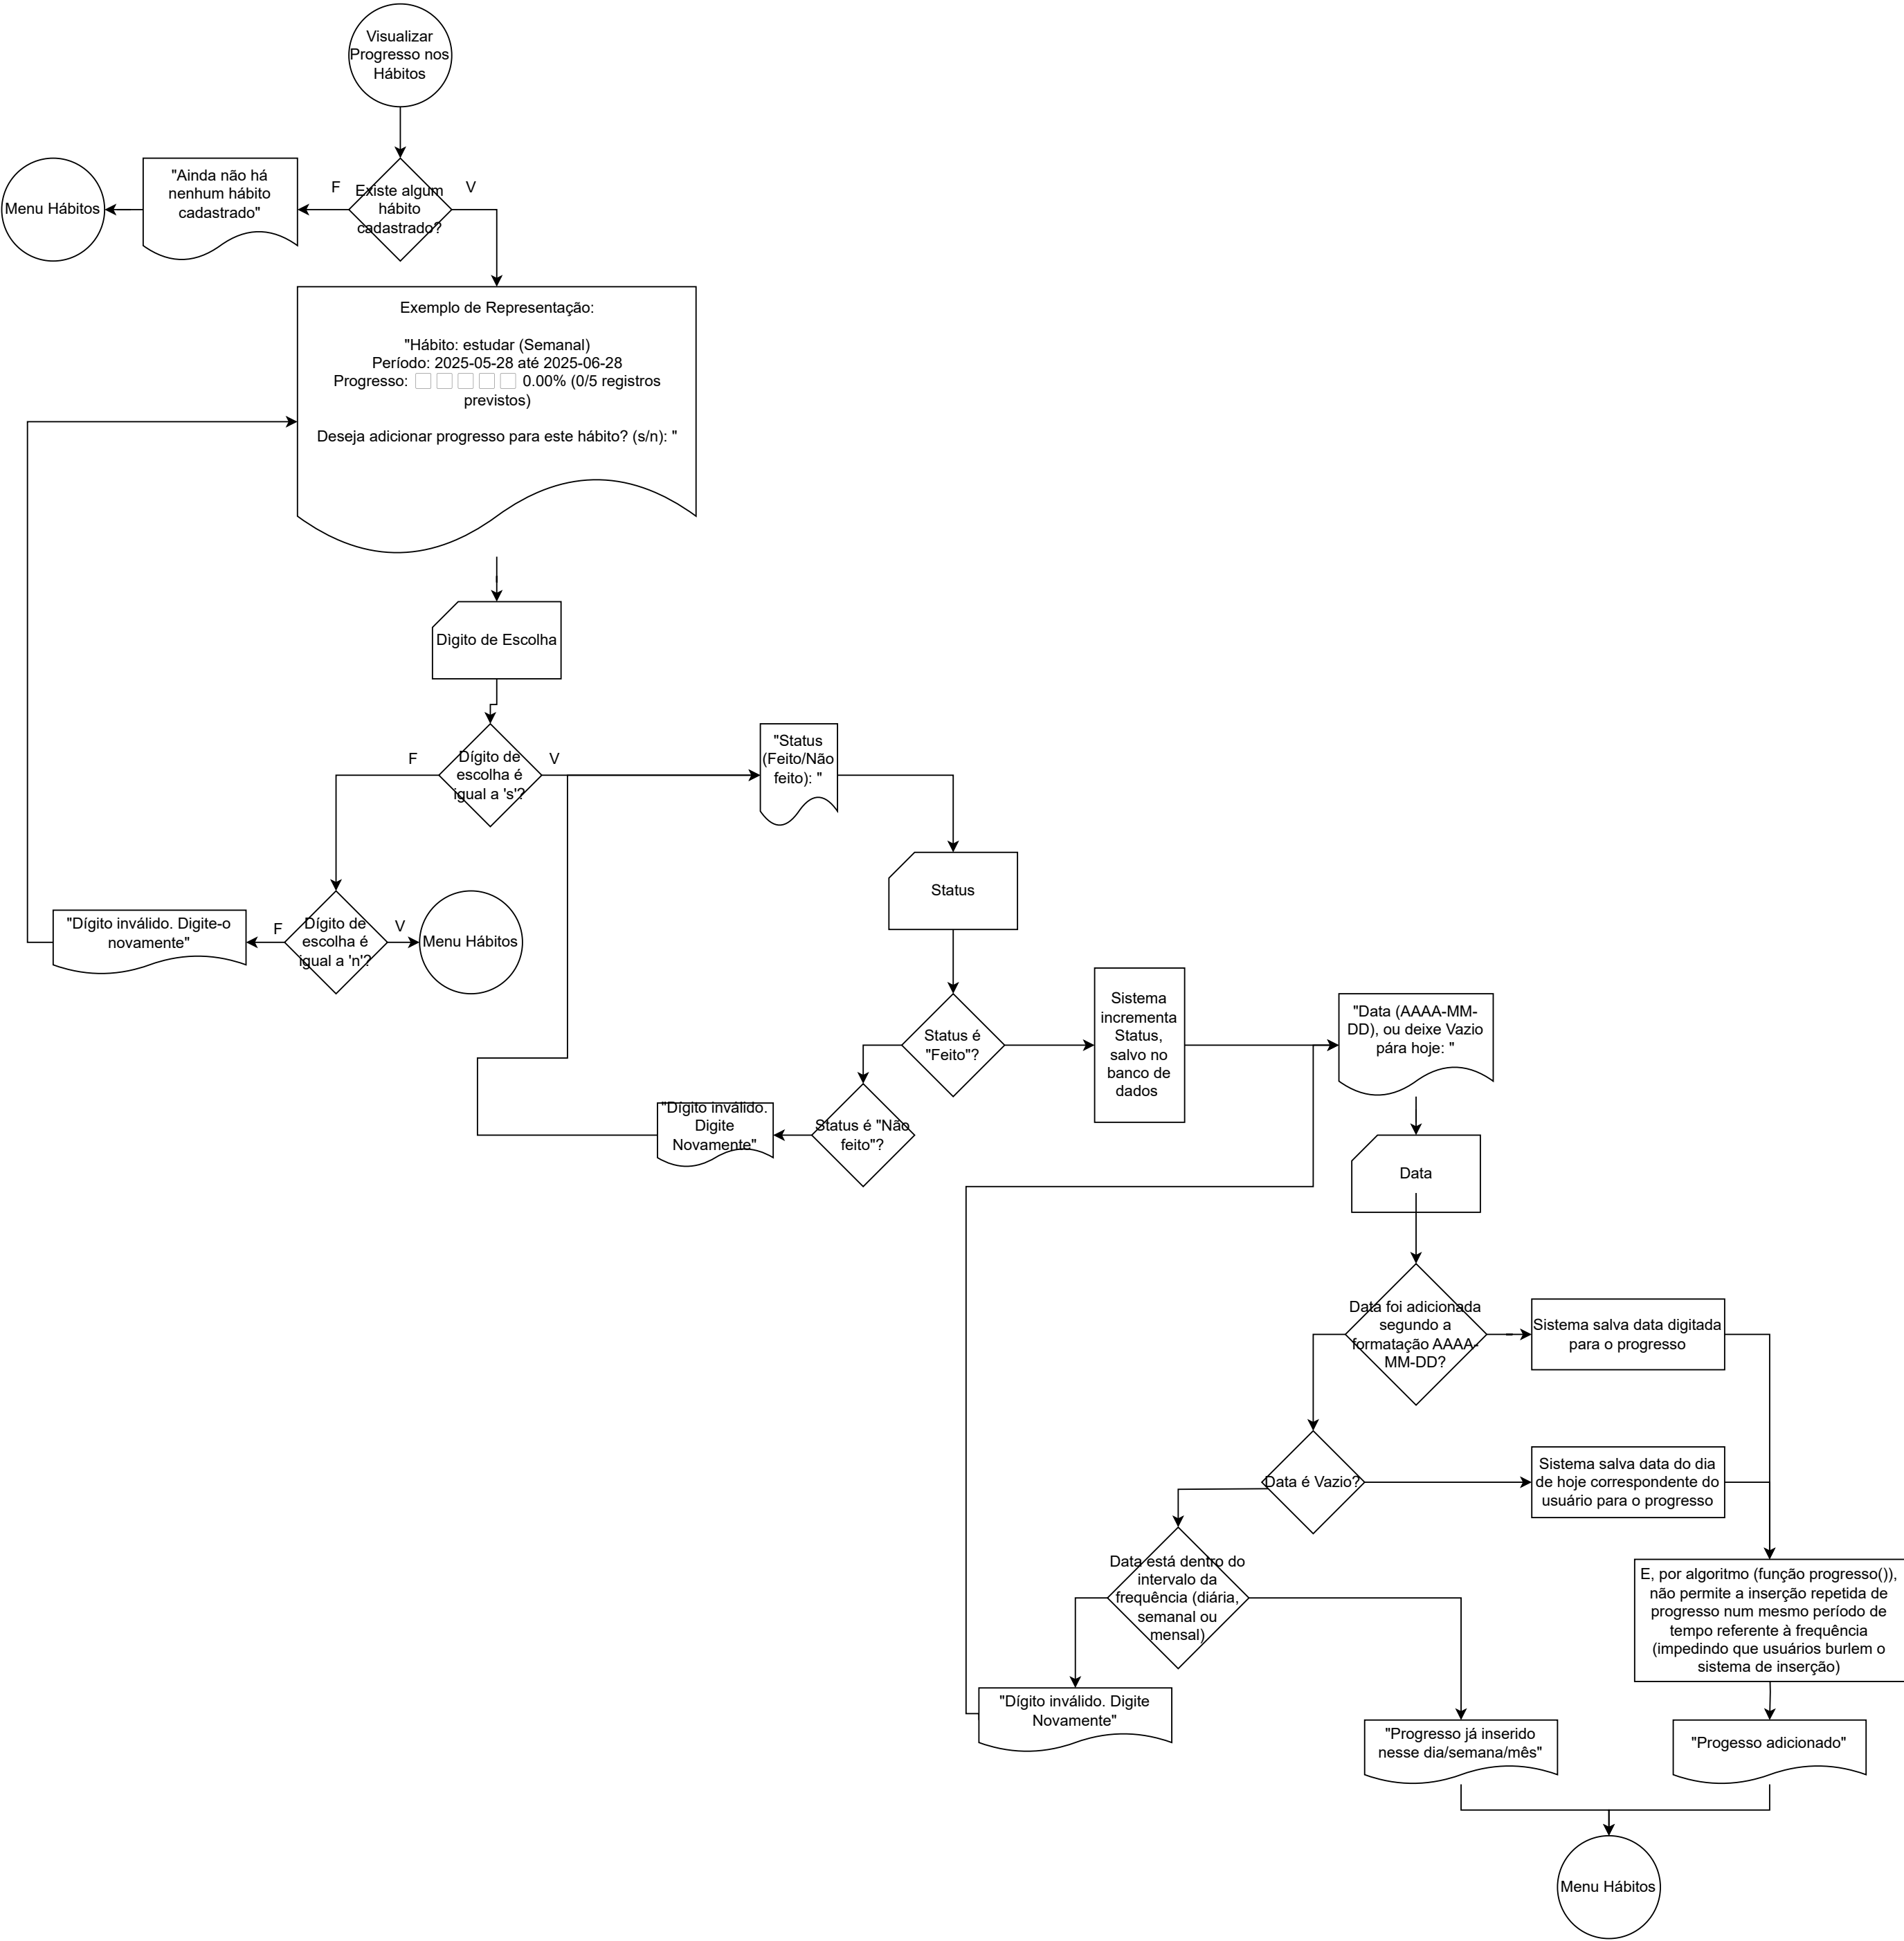 Visualizar
Progresso nos
Hábitos
Menu Hábitos
"Ainda não há
nenhum hábito
cadastrado"
F
Existe algum
hábito
cadastrado?
V
Exemplo de Representação:
"Hábito: estudar (Semanal)
Período: 2025-05-28 até 2025-06-28
Progresso: ⬜⬜⬜⬜⬜ 0.00% (0/5 registros
previstos)
Deseja adicionar progresso para este hábito? (s/n): "
Dìgito de Escolha
F
Dígito de
escolha é
igual a 's'?
V
"Status
(Feito/Não
feito): "
Status
"Dígito inválido. Digite-o
novamente"
F
Dígito de
escolha é
igual a 'n'?
V
Menu Hábitos
Status é
"Feito"?
Sistema
incrementa
Status,
salvo no
banco de
dados
"Data (AAAA-MM-
DD), ou deixe Vazio
pára hoje: "
"Dígito inválido.
Digite
Novamente"
Status é "Não
feito"?
Data
Data foi adicionada
segundo a
formatação AAAA-
MM-DD?
Sistema salva data digitada
para o progresso
Data é Vazio?
Sistema salva data do dia
de hoje correspondente do
usuário para o progresso
Data está dentro do
intervalo da
frequência (diária,
semanal ou
mensal)
E, por algoritmo (função progresso()),
não permite a inserção repetida de
progresso num mesmo período de
tempo referente à frequência
(impedindo que usuários burlem o
sistema de inserção)
"Dígito inválido. Digite
Novamente"
"Progresso já inserido
nesse dia/semana/mês"
"Progesso adicionado"
Menu Hábitos